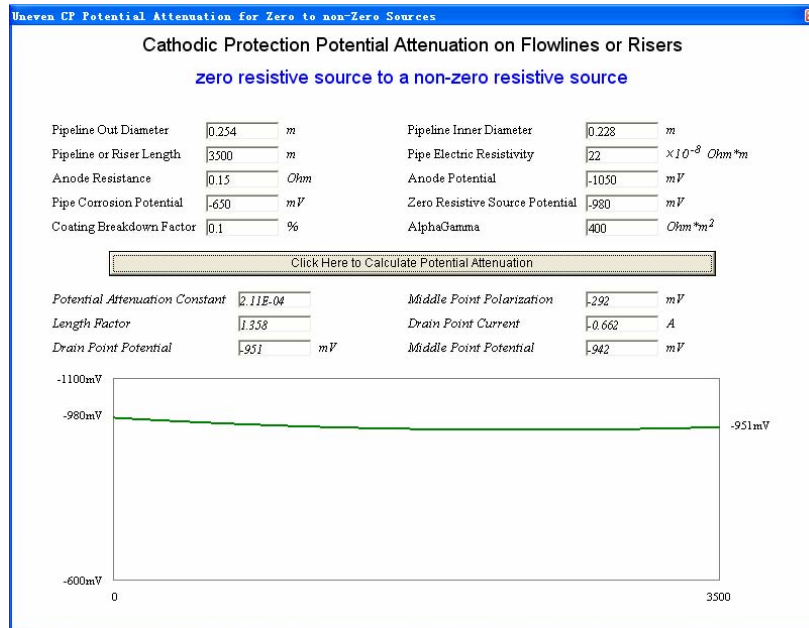 Uneven CP Potential Attenuation for Zero to non-Zero Sources
Cathodic Protection Potential Attenuation on Flowlines or Risers
zero resistive source to a non-zero resistive source
Pipeline Out Diameter 0.254 m Pipeline Inner Diameter 0.228 m
Pipeline or Riser Length 3500 m Pipe Electric Resistivity 22 ×10⁻⁸ Ohm*m
Anode Resistance 0.15 Ohm Anode Potential -1050 mV
Pipe Corrosion Potential -650 mV Zero Resistive Source Potential -980 mV
Coating Breakdown Factor 0.1 % AlphaGamma 400 Ohm*m²
Click Here to Calculate Potential Attenuation
Potential Attenuation Constant 2.11E-04 Middle Point Polarization -292 mV
Length Factor 1.358 Drain Point Current -0.662 A
Drain Point Potential -951 mV Middle Point Potential -942 mV
-1100mV
-980mV
-951mV
-600mV
0 3500